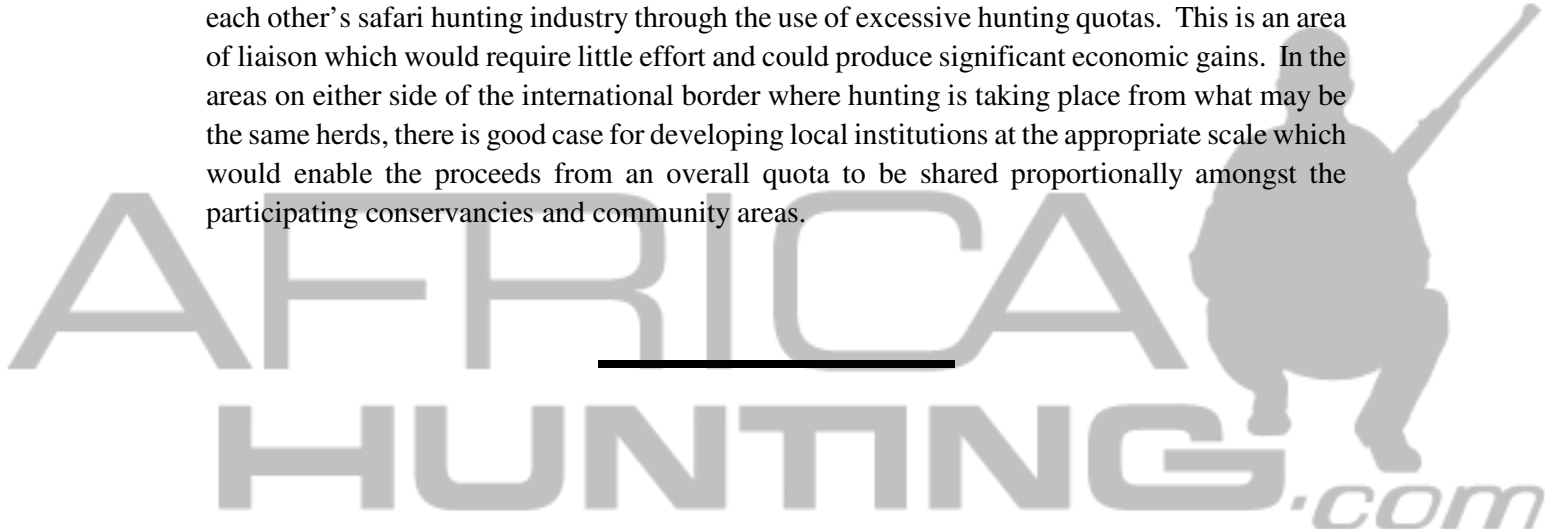 each other's safari hunting industry through the use of excessive hunting quotas.  This is an area
of liaison which would require little effort and could produce significant economic gains.  In the
areas on either side of the international border where hunting is taking place from what may be
the same herds, there is good case for developing local institutions at the appropriate scale which
would enable the proceeds from an overall quota to be shared proportionally amongst the
participating conservancies and community areas.
AFRICA
HUNTING.com